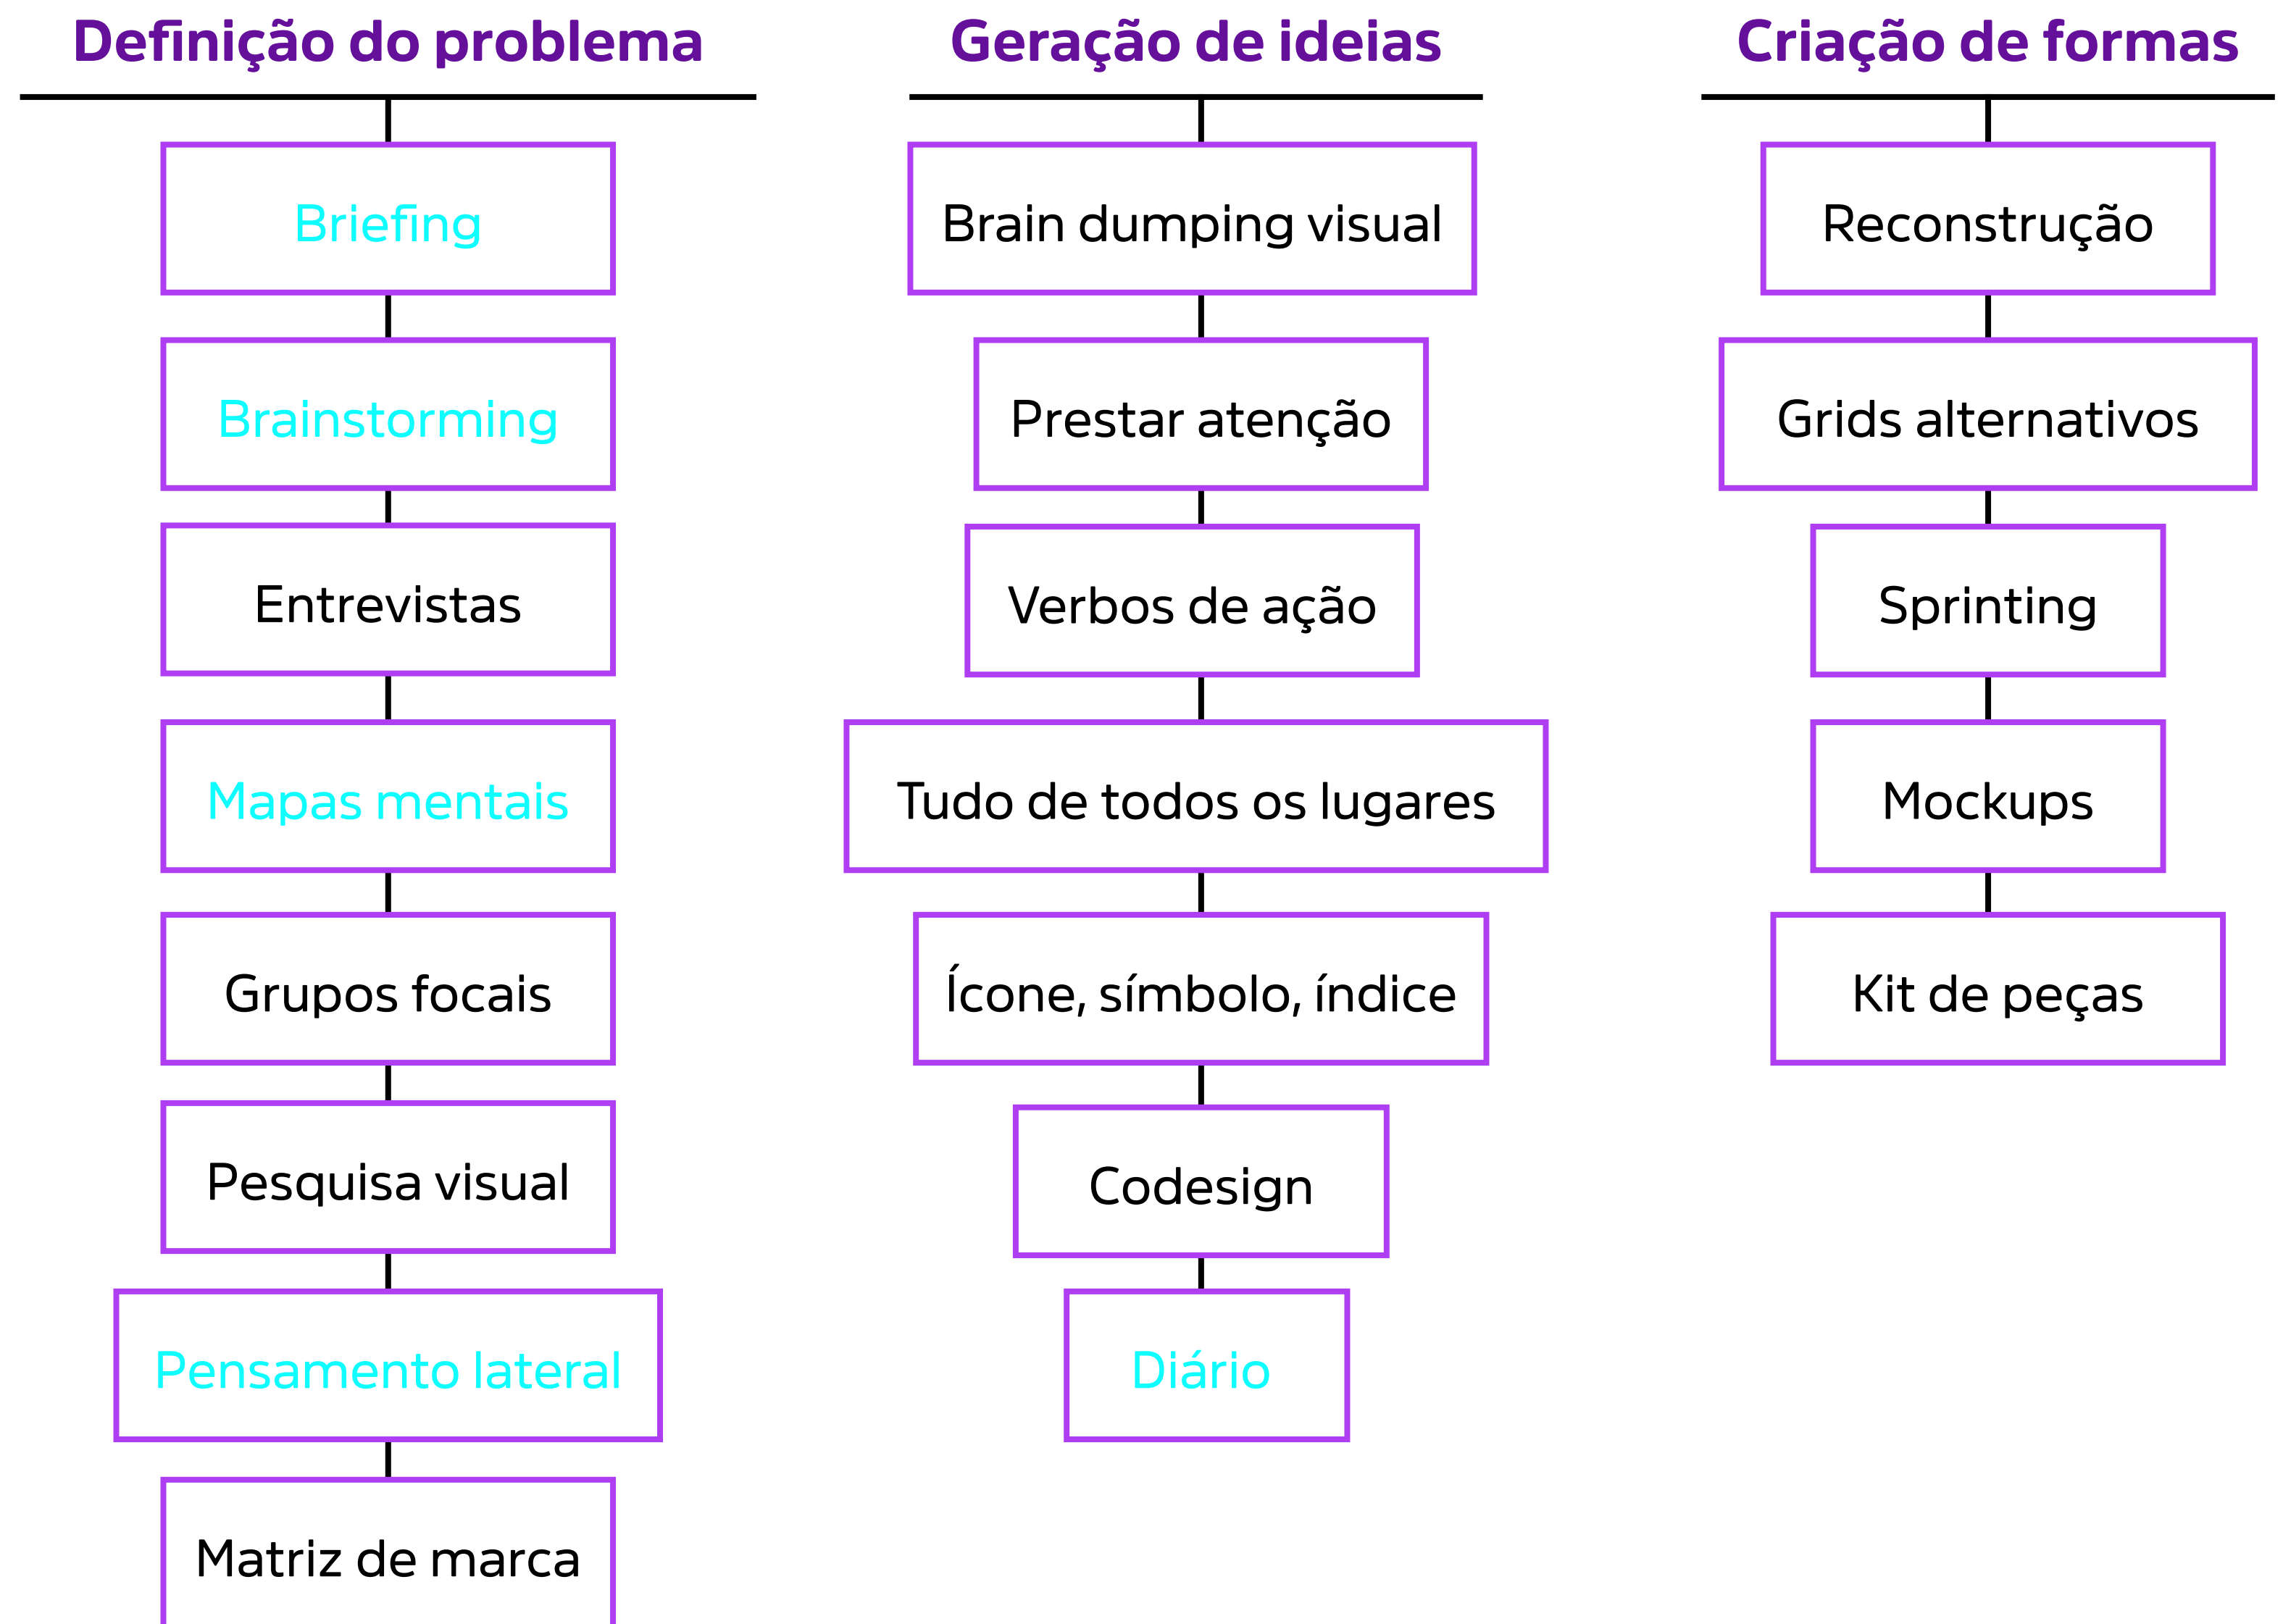 Definição do problema
Briefing
Brainstorming
Entrevistas
Mapas mentais
Grupos focais
Pesquisa visual
Pensamento lateral
Matriz de marca
Geração de ideias
Brain dumping visual
Prestar atenção
Verbos de ação
Tudo de todos os lugares
Ícone, símbolo, índice
Codesign
Diário
Criação de formas
Reconstrução
Grids alternativos
Sprinting
Mockups
Kit de peças